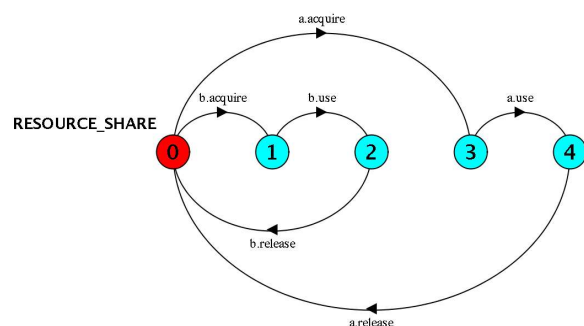 a.acquire
b.acquire
b.use
a.use
RESOURCE_SHARE
0
1
2
3
4
b.release
a.release